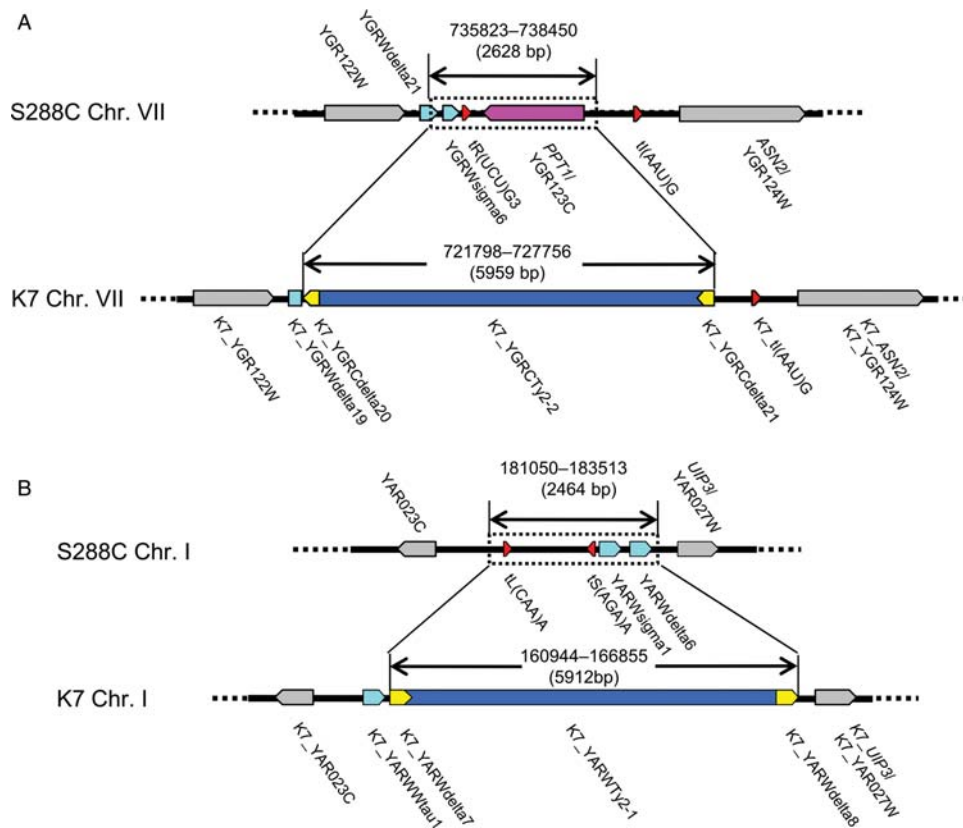 A
YGR122W
YGRWdelta21
735823–738450
(2628 bp)
S288C Chr. VII
YGRWsigma6
tR(UCU)G3
PPT1/
YGR123C
tI(AAU)G
ASN2/
YGR124W
721798–727756
(5959 bp)
K7 Chr. VII
K7_YGR122W
K7_YGRWdelta19
K7_YGRCdelta20
K7_YGRCTy2-2
K7_YGRCdelta21
K7_tI(AAU)G
K7_ASN2/
K7_YGR124W
B
YAR023C
181050–183513
(2464 bp)
UIP3/
YAR027W
S288C Chr. I
tL(CAA)A
tS(AGA)A
YARWsigma1
YARWdelta6
160944–166855
(5912bp)
K7 Chr. I
K7_YAR023C
K7_YARWWtau1
K7_YARWdelta7
K7_YARWTy2-1
K7_YARWdelta8
K7_UIP3/
K7_YAR027W